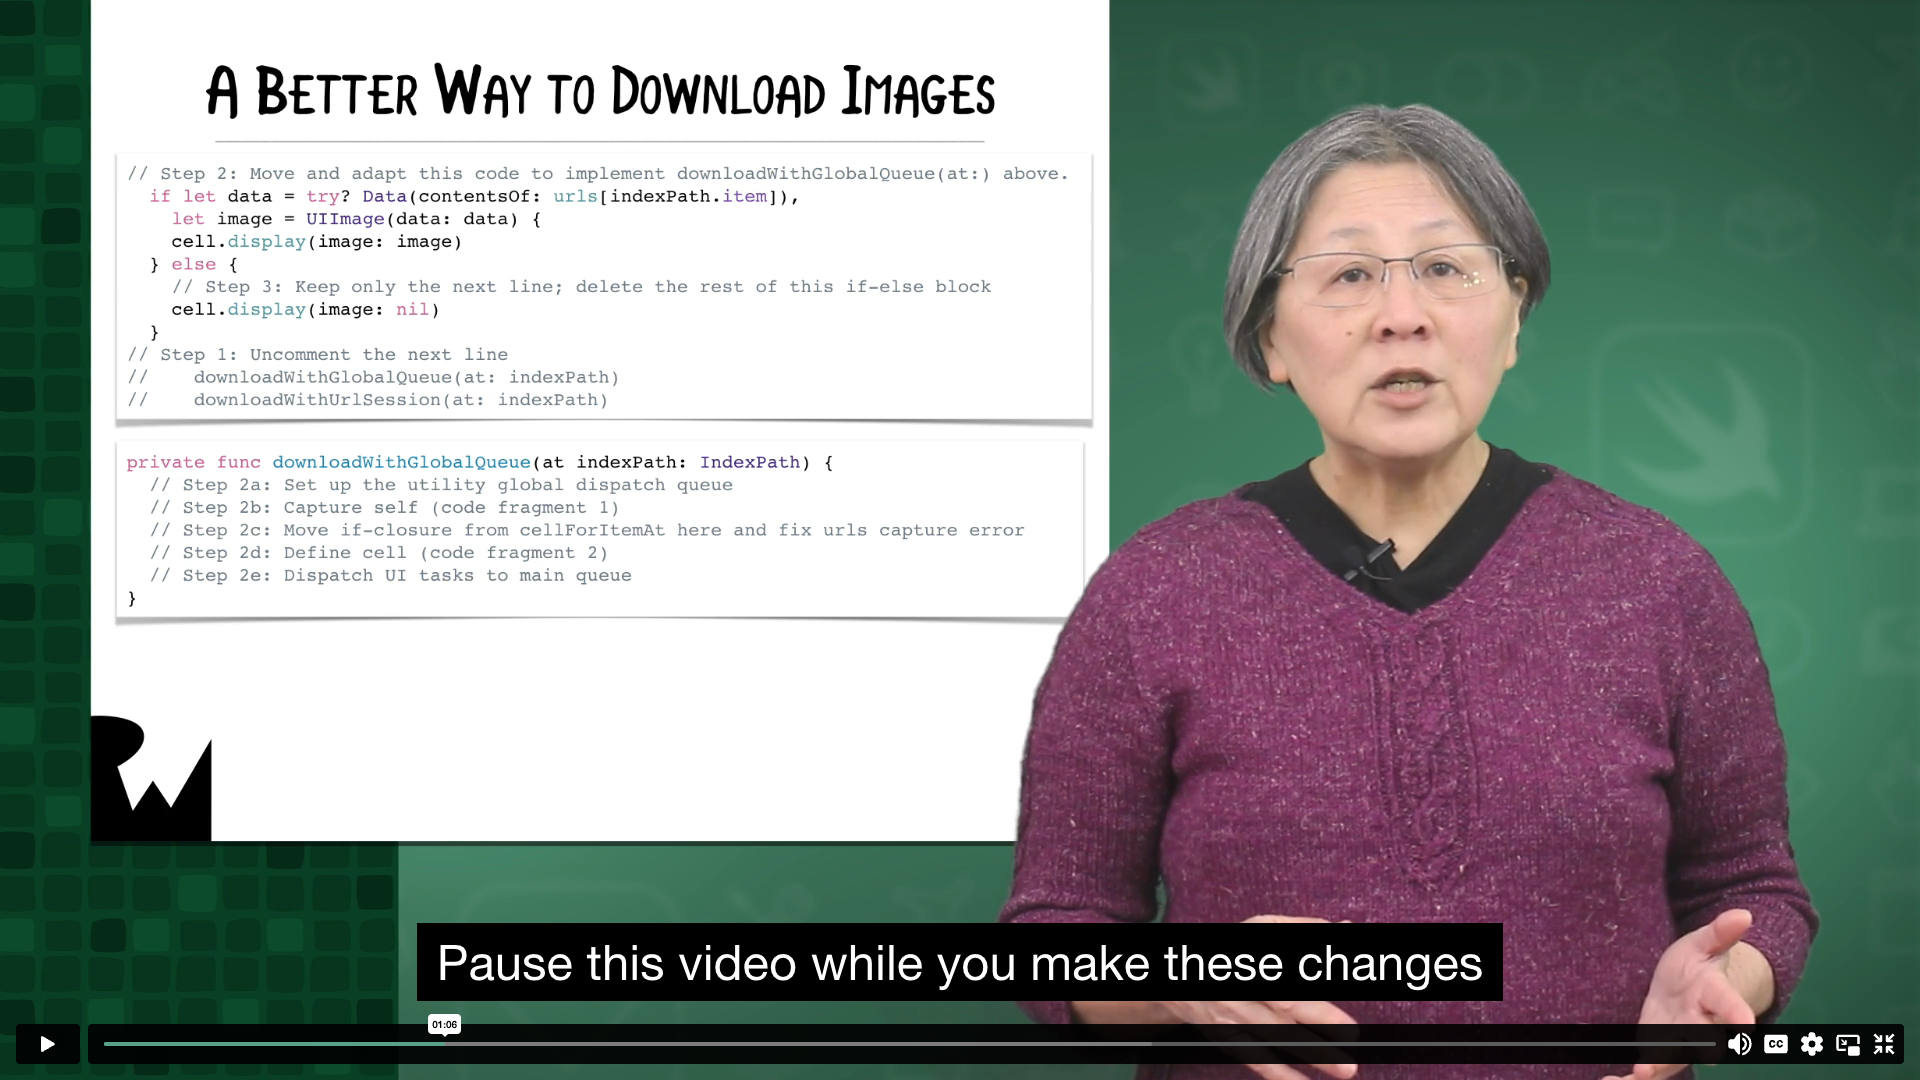 A BETTER WAY TO DOWNLOAD IMAGES
// Step 2: Move and adapt this code to implement downloadWithGlobalQueue(at:) above.
  if let data = try? Data(contentsOf: urls[indexPath.item]),
    let image = UIImage(data: data) {
    cell.display(image: image)
  } else {
    // Step 3: Keep only the next line; delete the rest of this if-else block
    cell.display(image: nil)
  }
// Step 1: Uncomment the next line
//    downloadWithGlobalQueue(at: indexPath)
//    downloadWithUrlSession(at: indexPath)
private func downloadWithGlobalQueue(at indexPath: IndexPath) {
  // Step 2a: Set up the utility global dispatch queue
  // Step 2b: Capture self (code fragment 1)
  // Step 2c: Move if-closure from cellForItemAt here and fix urls capture error
  // Step 2d: Define cell (code fragment 2)
  // Step 2e: Dispatch UI tasks to main queue
}
RW
Pause this video while you make these changes
01:06
CC